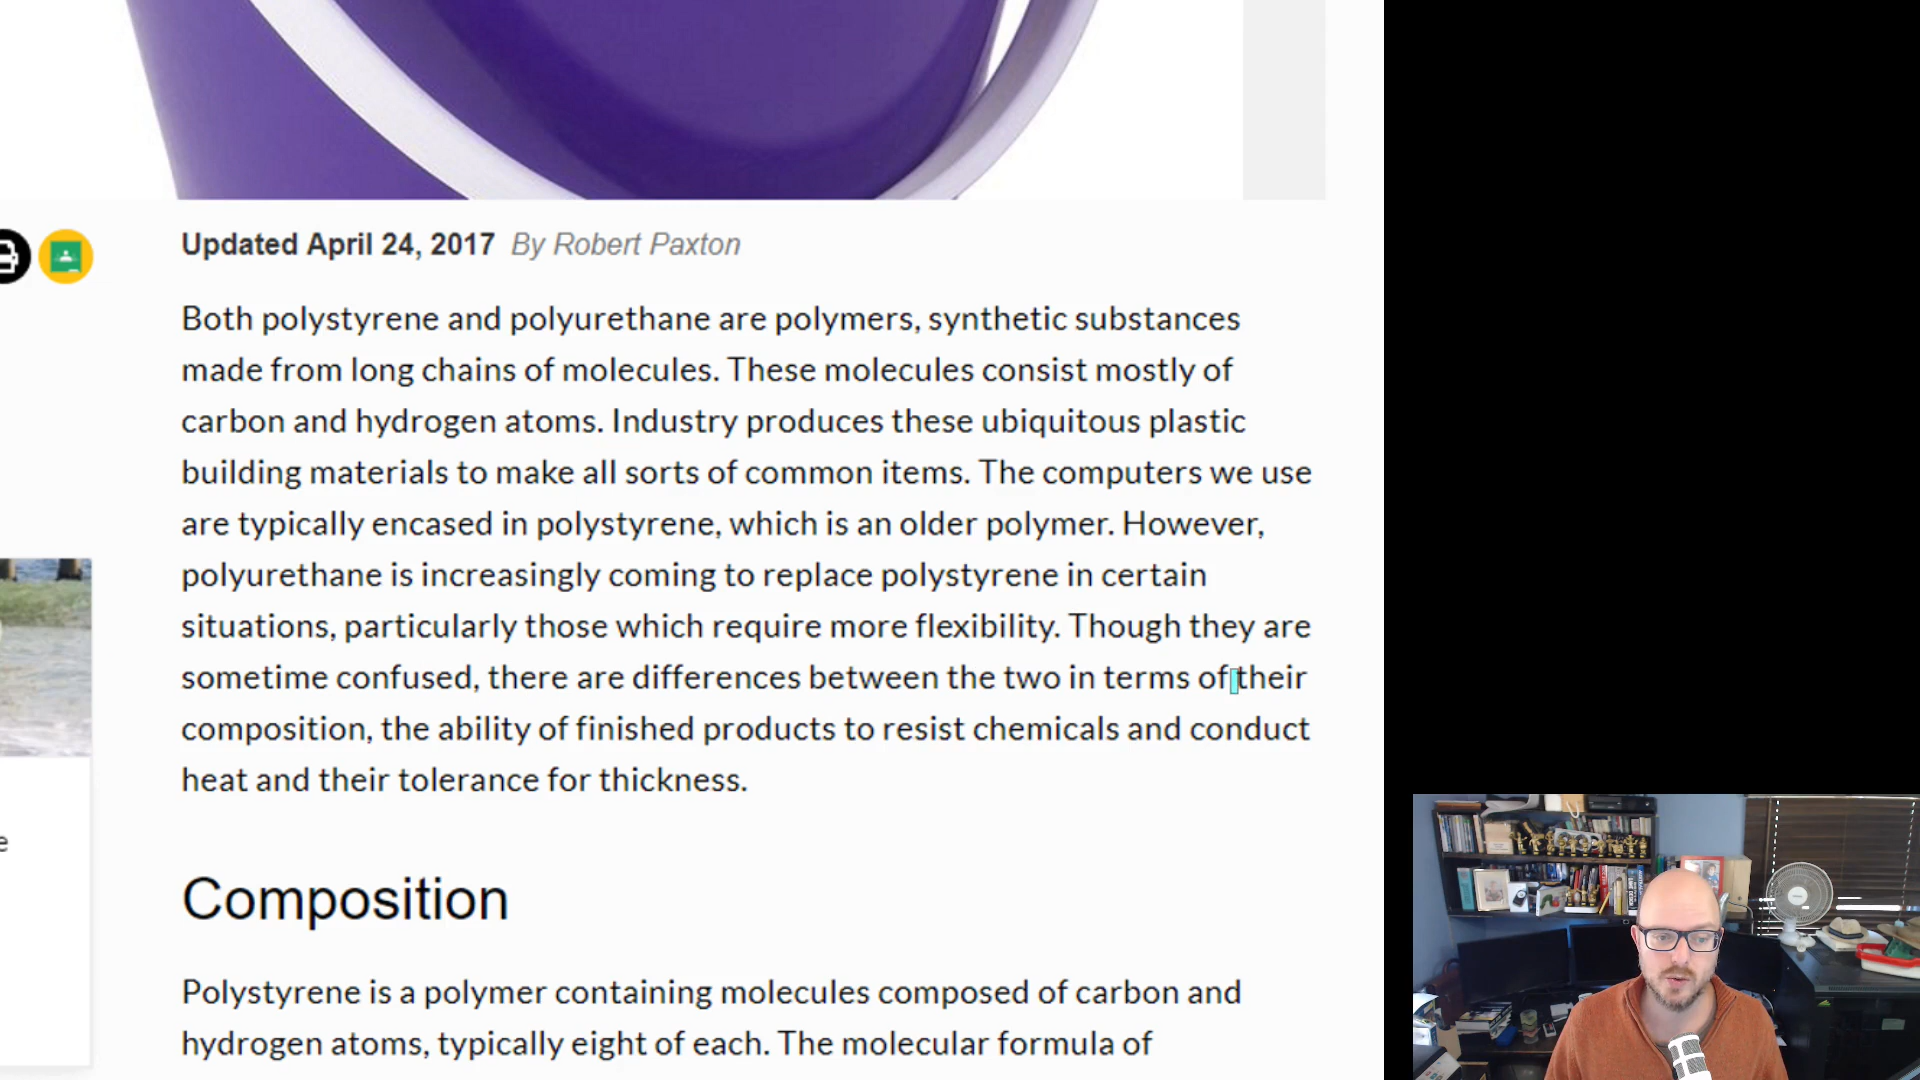 Updated April 24, 2017 By Robert Paxton
Both polystyrene and polyurethane are polymers, synthetic substances
made from long chains of molecules. These molecules consist mostly of
carbon and hydrogen atoms. Industry produces these ubiquitous plastic
building materials to make all sorts of common items. The computers we use
are typically encased in polystyrene, which is an older polymer. However,
polyurethane is increasingly coming to replace polystyrene in certain
situations, particularly those which require more flexibility. Though they are
sometime confused, there are differences between the two in terms of their
composition, the ability of finished products to resist chemicals and conduct
heat and their tolerance for thickness.
e
Composition
Polystyrene is a polymer containing molecules composed of carbon and
hydrogen atoms, typically eight of each. The molecular formula of